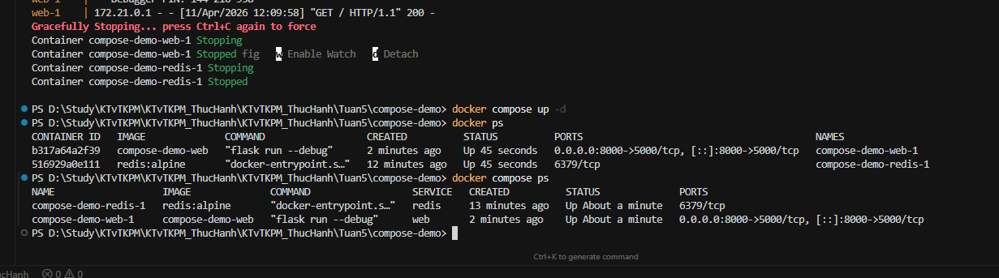 web-1 | 172.21.0.1 - - [11/Apr/2026 12:09:58] "GET / HTTP/1.1" 200 -
Gracefully Stopping... press Ctrl+C again to force
Container compose-demo-web-1 Stopping
Container compose-demo-web-1 Stopped fig w Enable Watch d Detach
Container compose-demo-redis-1 Stopping
Container compose-demo-redis-1 Stopped
PS D:\Study\KTvTKPM\KTvTKPM_ThucHanh\KTvTKPM_ThucHanh\Tuan5\compose-demo> docker compose up -d
PS D:\Study\KTvTKPM\KTvTKPM_ThucHanh\KTvTKPM_ThucHanh\Tuan5\compose-demo> docker ps
CONTAINER ID IMAGE COMMAND CREATED STATUS PORTS NAMES
b317a64a2f39 compose-demo-web "flask run --debug" 2 minutes ago Up 45 seconds 0.0.0.0:8000->5000/tcp, [::]:8000->5000/tcp compose-demo-web-1
516929a0e111 redis:alpine "docker-entrypoint.s…" 12 minutes ago Up 45 seconds 6379/tcp compose-demo-redis-1
PS D:\Study\KTvTKPM\KTvTKPM_ThucHanh\KTvTKPM_ThucHanh\Tuan5\compose-demo> docker compose ps
NAME IMAGE COMMAND SERVICE CREATED STATUS PORTS
compose-demo-redis-1 redis:alpine "docker-entrypoint.s…" redis 13 minutes ago Up About a minute 6379/tcp
compose-demo-web-1 compose-demo-web "flask run --debug" web 2 minutes ago Up About a minute 0.0.0.0:8000->5000/tcp, [::]:8000->5000/tcp
PS D:\Study\KTvTKPM\KTvTKPM_ThucHanh\KTvTKPM_ThucHanh\Tuan5\compose-demo>
Ctrl+K to generate command
ucHanh 0 0